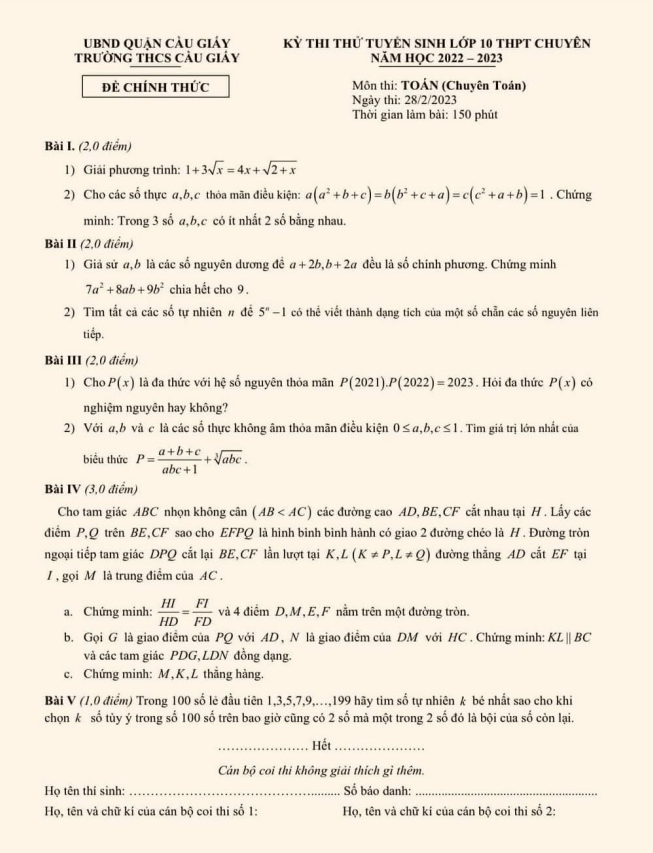 UBND QUẬN CẦU GIẤY
TRƯỜNG THCS CẦU GIẤY
ĐỀ CHÍNH THỨC
KỲ THI THỬ TUYỂN SINH LỚP 10 THPT CHUYÊN
NĂM HỌC 2022 – 2023
Môn thi: TOÁN (Chuyên Toán)
Ngày thi: 28/2/2023
Thời gian làm bài: 150 phút
Bài I. (2,0 điểm)
1) Giải phương trình: 1+3√x = 4x+√(2+x)
2) Cho các số thực a,b,c thỏa mãn điều kiện: a(a²+b+c)=b(b²+c+a)=c(c²+a+b)=1 . Chứng
minh: Trong 3 số a,b,c có ít nhất 2 số bằng nhau.
Bài II (2,0 điểm)
1) Giả sử a,b là các số nguyên dương để a+2b,b+2a đều là số chính phương. Chứng minh
7a²+8ab+9b² chia hết cho 9.
2) Tìm tất cả các số tự nhiên n để 5ⁿ−1 có thể viết thành dạng tích của một số chẵn các số nguyên liên
tiếp.
Bài III (2,0 điểm)
1) Cho P(x) là đa thức với hệ số nguyên thỏa mãn P(2021).P(2022)=2023. Hỏi đa thức P(x) có
nghiệm nguyên hay không?
2) Với a,b và c là các số thực không âm thỏa mãn điều kiện 0≤a,b,c≤1. Tìm giá trị lớn nhất của
biểu thức P = (a+b+c)/(abc+1) + ∛abc .
Bài IV (3,0 điểm)
Cho tam giác ABC nhọn không cân (AB < AC) các đường cao AD,BE,CF cắt nhau tại H. Lấy các
điểm P,Q trên BE,CF sao cho EFPQ là hình bình hành có giao 2 đường chéo là H. Đường tròn
ngoại tiếp tam giác DPQ cắt lại BE,CF lần lượt tại K,L (K ≠ P,L ≠ Q) đường thẳng AD cắt EF tại
I, gọi M là trung điểm của AC.
a. Chứng minh: HI/HD = FI/FD và 4 điểm D,M,E,F nằm trên một đường tròn.
b. Gọi G là giao điểm của PQ với AD, N là giao điểm của DM với HC. Chứng minh: KL || BC
và các tam giác PDG,LDN đồng dạng.
c. Chứng minh: M,K,L thẳng hàng.
Bài V (1,0 điểm) Trong 100 số lẻ đầu tiên 1,3,5,7,9,…,199 hãy tìm số tự nhiên k bé nhất sao cho khi
chọn k số tùy ý trong số 100 số trên bao giờ cũng có 2 số mà một trong 2 số đó là bội của số còn lại.
.................... Hết ....................
Cán bộ coi thi không giải thích gì thêm.
Họ tên thí sinh: .................................................. Số báo danh: ........................................
Họ, tên và chữ kí của cán bộ coi thi số 1: Họ, tên và chữ kí của cán bộ coi thi số 2: